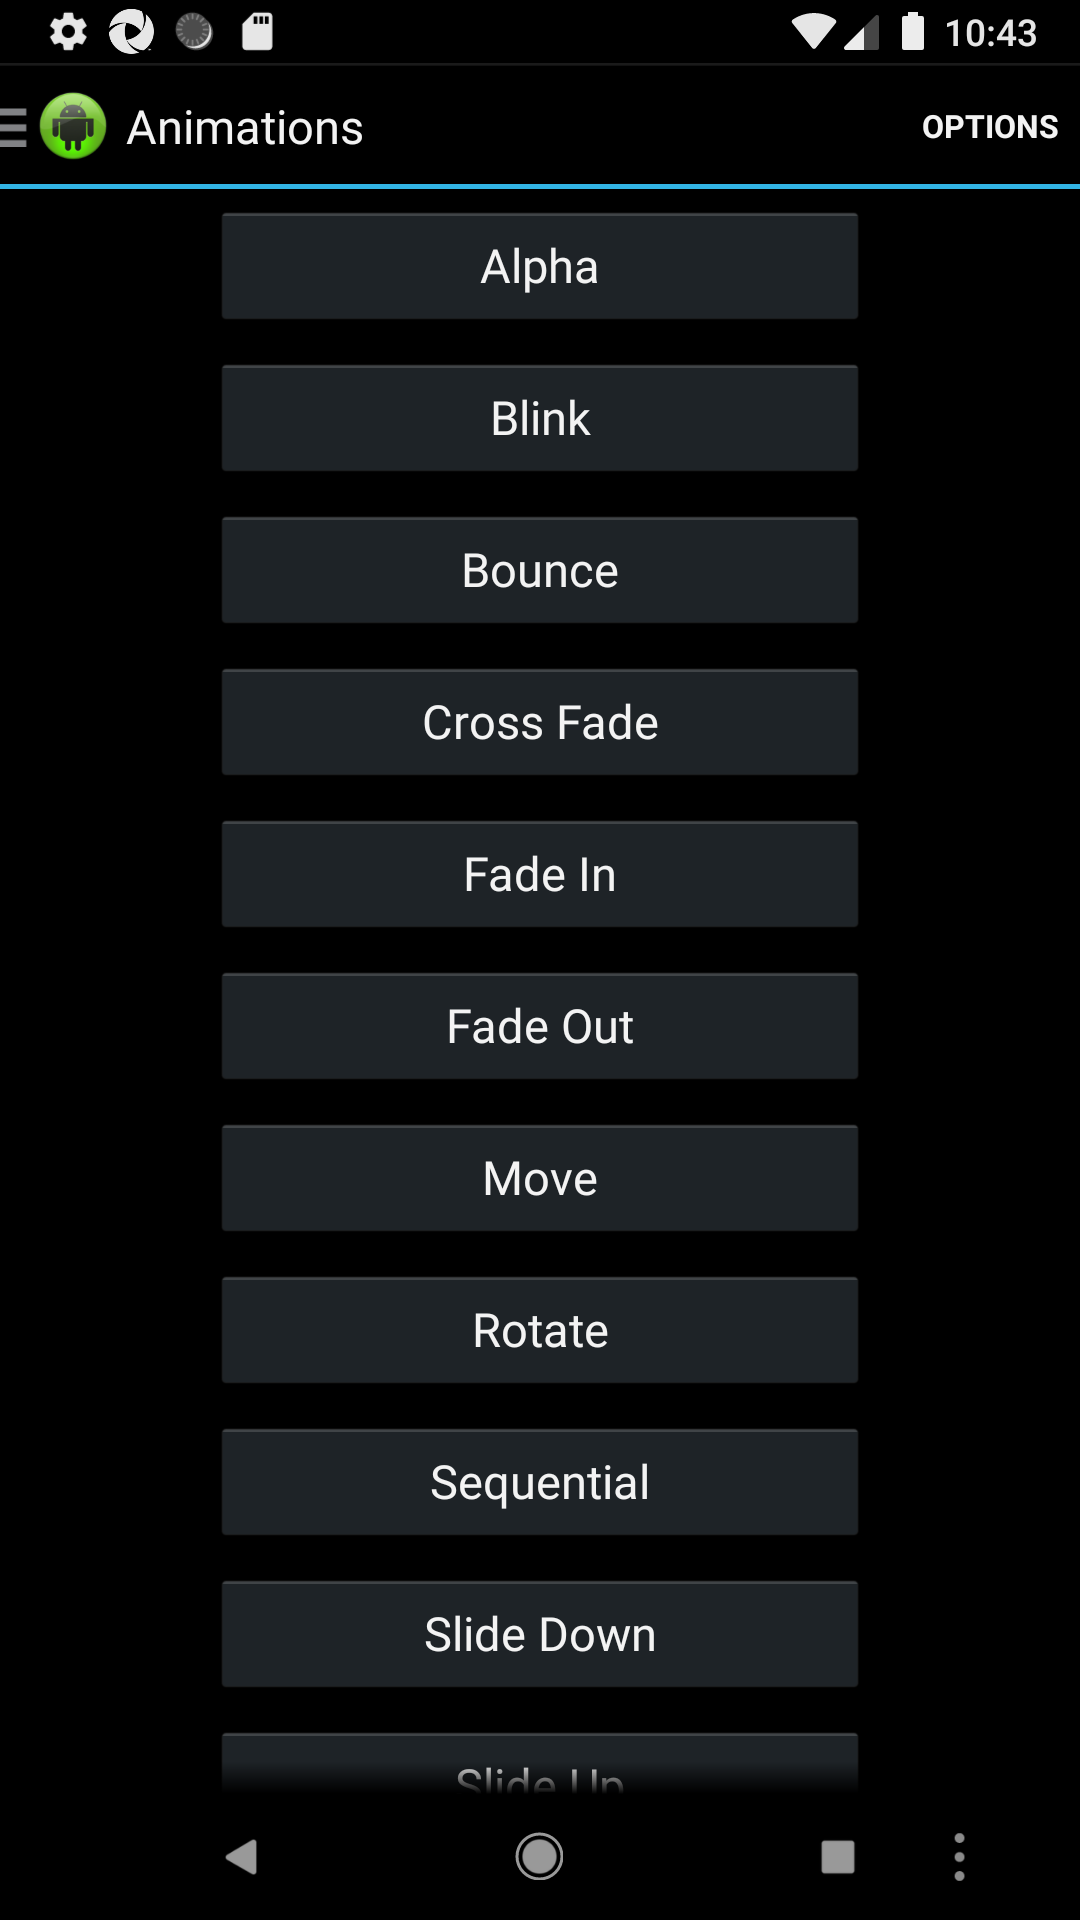 10:43
Animations
OPTIONS
Alpha
Blink
Bounce
Cross Fade
Fade In
Fade Out
Move
Rotate
Sequential
Slide Down
Slide Up